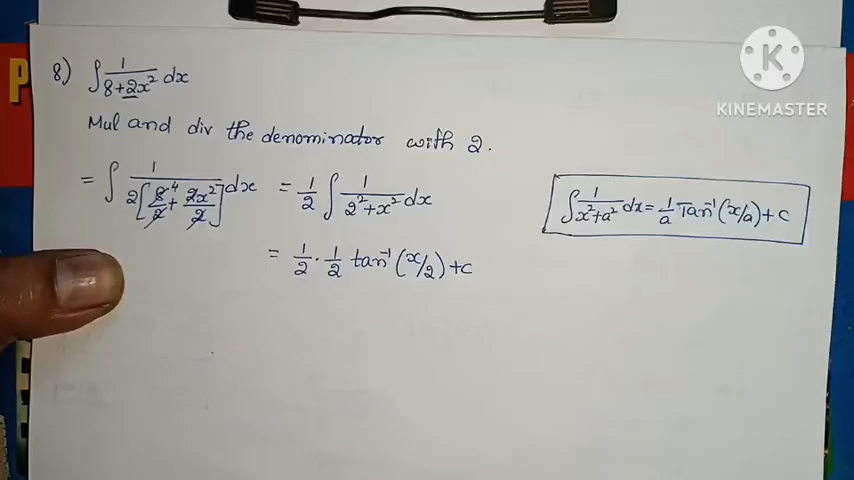 8) ∫ 1/(8+2x²) dx
Mul and div the denominator with 2.
= ∫ 1/(2[8/2 4 + 2x²/2]) dx = 1/2 ∫ 1/(2²+x²) dx
∫ 1/(x²+a²) dx = 1/a Tan⁻¹(x/a)+c
= 1/2 · 1/2 tan⁻¹(x/2)+c
K
KINEMASTER
P